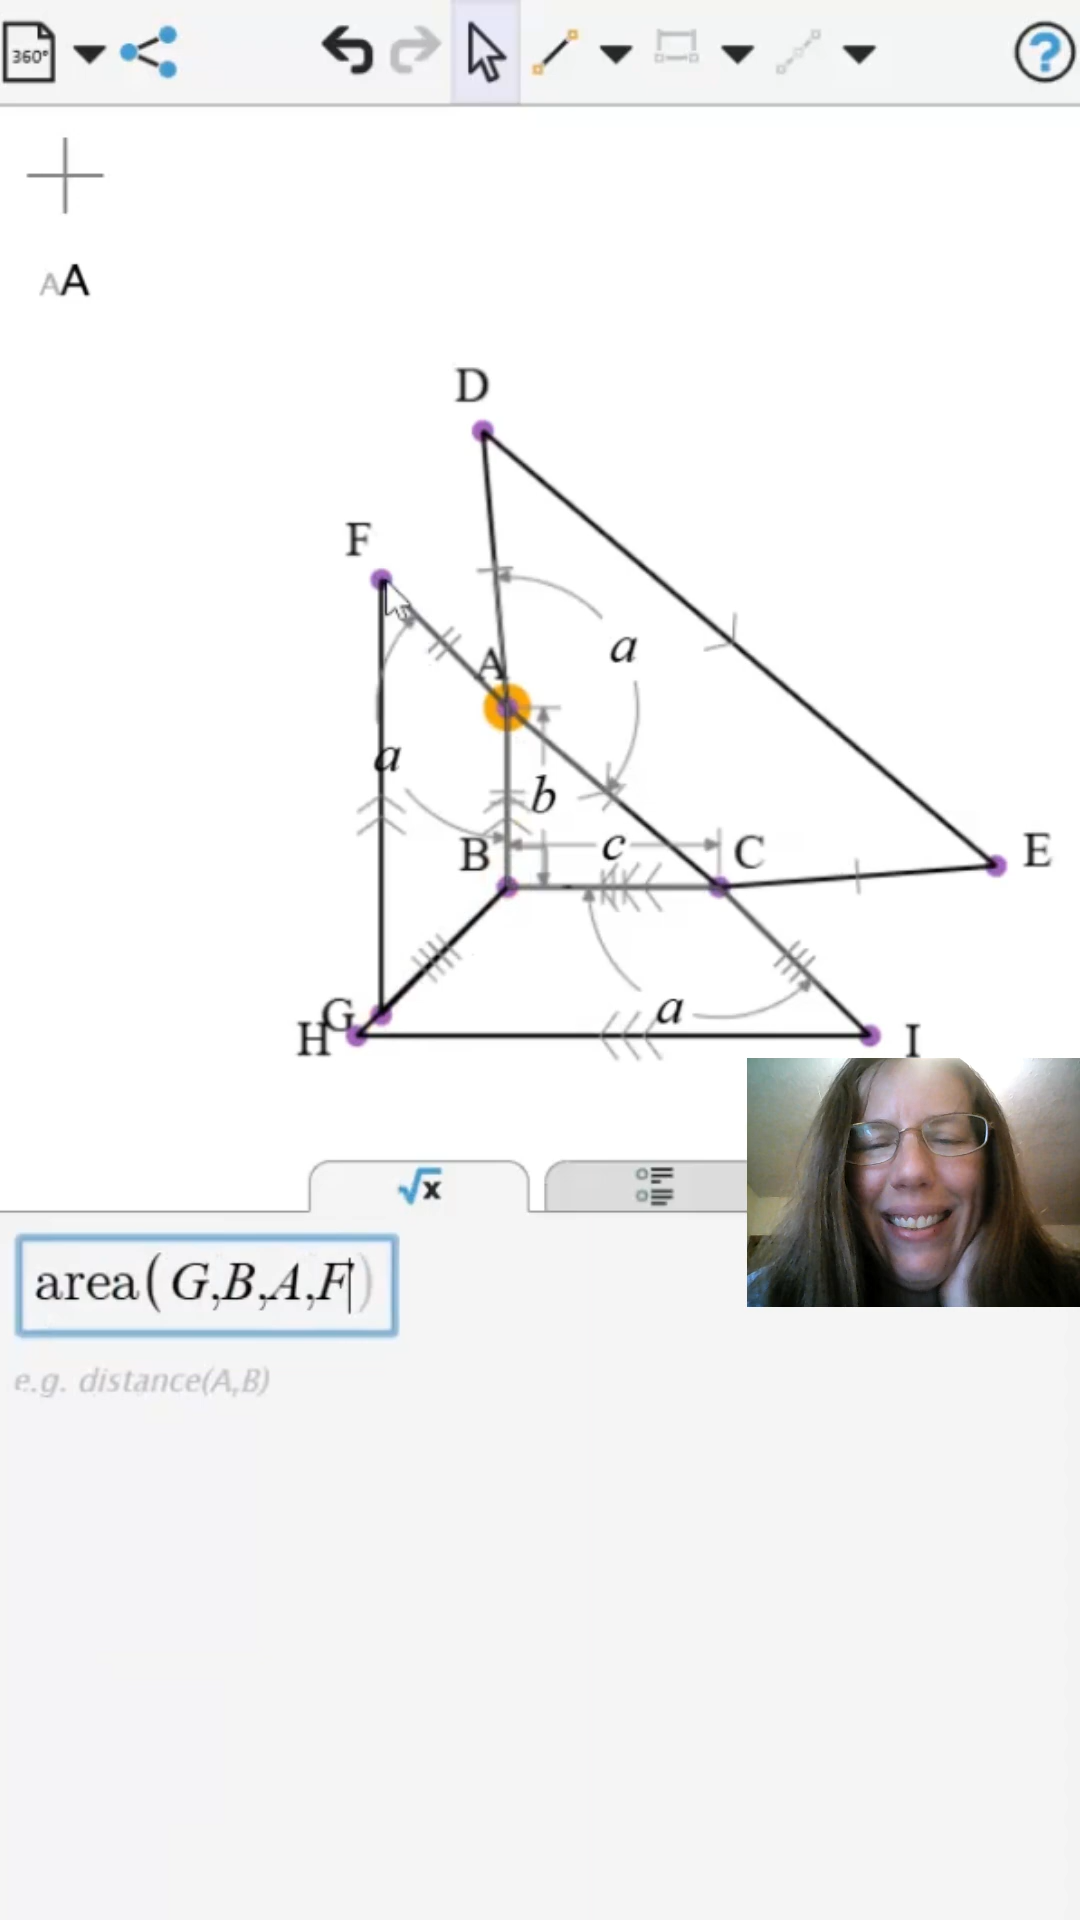 360°
AA
D
F
A
a
a
b
B
c
C
E
G
H
a
I
√x
area(G,B,A,F)
e.g. distance(A,B)